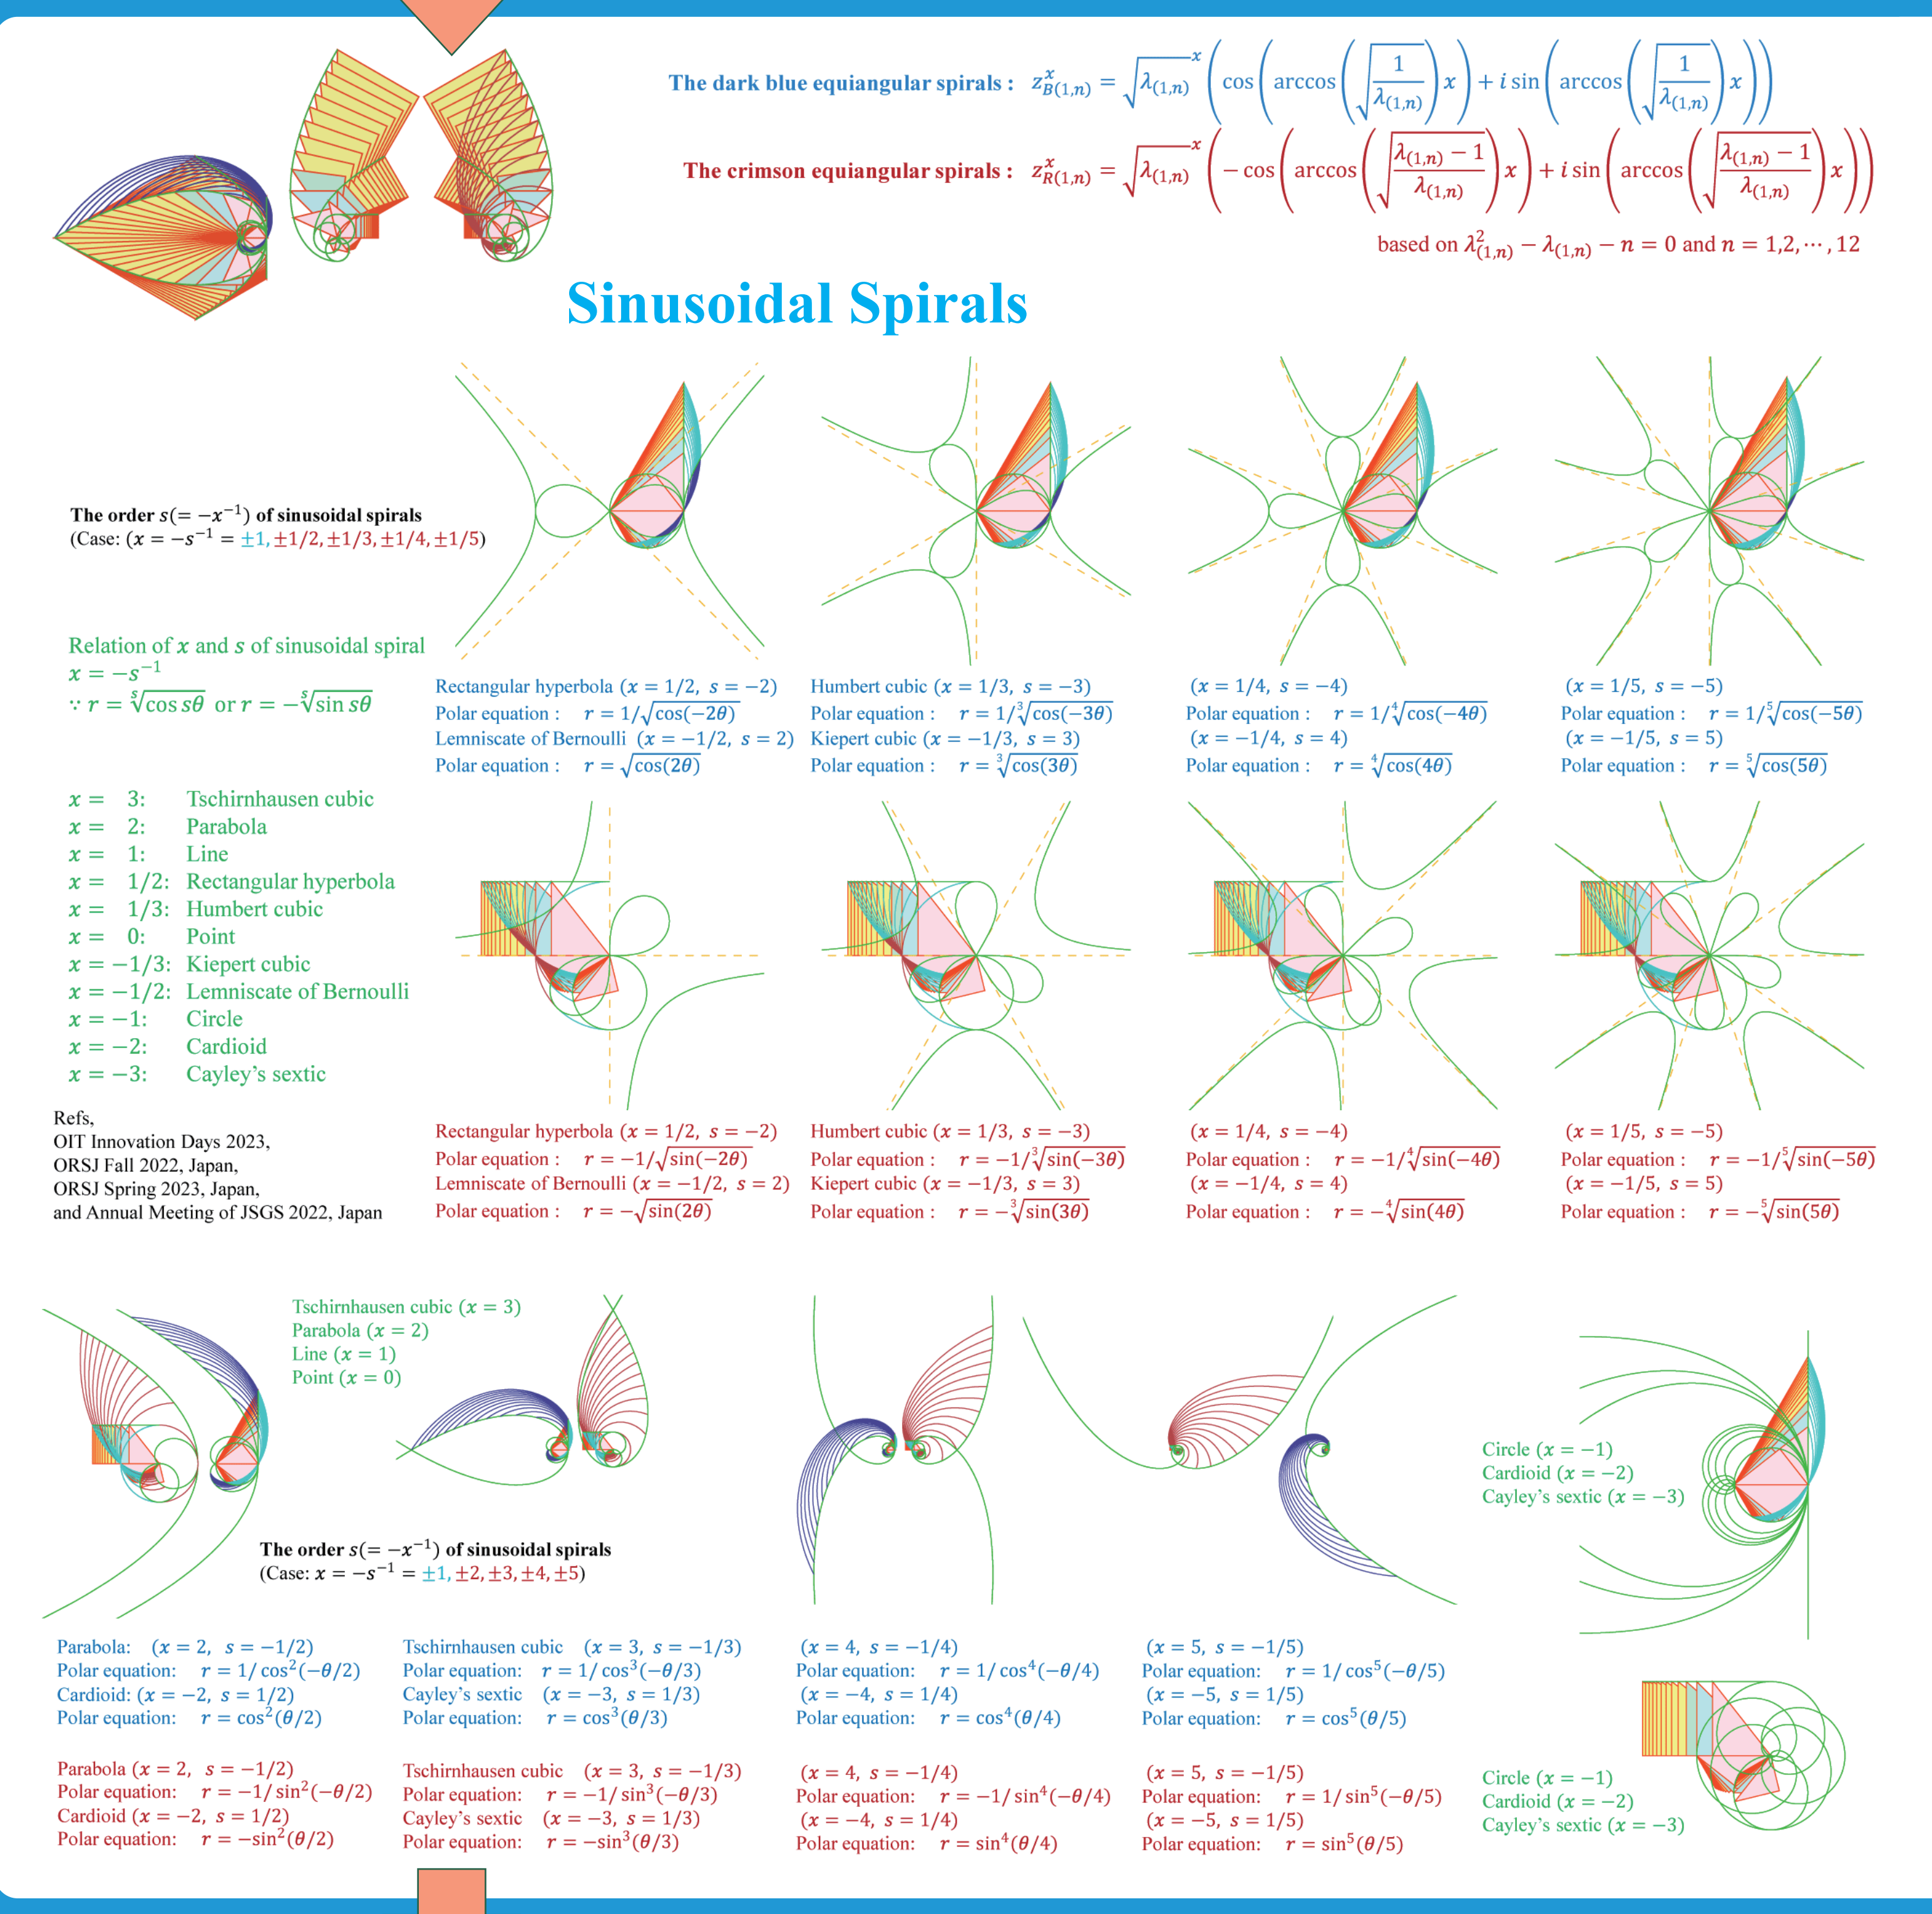 The dark blue equiangular spirals : z^x_{B(1,n)} = √λ_{(1,n)}^x (cos(arccos(√(1/λ_{(1,n)})) x) + i sin(arccos(√(1/λ_{(1,n)})) x))
The crimson equiangular spirals : z^x_{R(1,n)} = √λ_{(1,n)}^x (− cos(arccos(√((λ_{(1,n)} − 1)/λ_{(1,n)})) x) + i sin(arccos(√((λ_{(1,n)} − 1)/λ_{(1,n)})) x))
based on λ²_{(1,n)} − λ_{(1,n)} − n = 0 and n = 1,2, ⋯ , 12
Sinusoidal Spirals
The order s(= −x⁻¹) of sinusoidal spirals
(Case: (x = −s⁻¹ = ±1, ±1/2, ±1/3, ±1/4, ±1/5)
Relation of x and s of sinusoidal spiral
x = −s⁻¹
∵ r = ˢ√(cos sθ) or r = −ˢ√(sin sθ)
x = 3: Tschirnhausen cubic
x = 2: Parabola
x = 1: Line
x = 1/2: Rectangular hyperbola
x = 1/3: Humbert cubic
x = 0: Point
x = −1/3: Kiepert cubic
x = −1/2: Lemniscate of Bernoulli
x = −1: Circle
x = −2: Cardioid
x = −3: Cayley’s sextic
Refs,
OIT Innovation Days 2023,
ORSJ Fall 2022, Japan,
ORSJ Spring 2023, Japan,
and Annual Meeting of JSGS 2022, Japan
Rectangular hyperbola (x = 1/2, s = −2)
Polar equation : r = 1/√(cos(−2θ))
Lemniscate of Bernoulli (x = −1/2, s = 2)
Polar equation : r = √(cos(2θ))
Humbert cubic (x = 1/3, s = −3)
Polar equation : r = 1/³√(cos(−3θ))
Kiepert cubic (x = −1/3, s = 3)
Polar equation : r = ³√(cos(3θ))
(x = 1/4, s = −4)
Polar equation : r = 1/⁴√(cos(−4θ))
(x = −1/4, s = 4)
Polar equation : r = ⁴√(cos(4θ))
(x = 1/5, s = −5)
Polar equation : r = 1/⁵√(cos(−5θ))
(x = −1/5, s = 5)
Polar equation : r = ⁵√(cos(5θ))
Rectangular hyperbola (x = 1/2, s = −2)
Polar equation : r = −1/√(sin(−2θ))
Lemniscate of Bernoulli (x = −1/2, s = 2)
Polar equation : r = −√(sin(2θ))
Humbert cubic (x = 1/3, s = −3)
Polar equation : r = −1/³√(sin(−3θ))
Kiepert cubic (x = −1/3, s = 3)
Polar equation : r = −³√(sin(3θ))
(x = 1/4, s = −4)
Polar equation : r = −1/⁴√(sin(−4θ))
(x = −1/4, s = 4)
Polar equation : r = −⁴√(sin(4θ))
(x = 1/5, s = −5)
Polar equation : r = −1/⁵√(sin(−5θ))
(x = −1/5, s = 5)
Polar equation : r = −⁵√(sin(5θ))
Tschirnhausen cubic (x = 3)
Parabola (x = 2)
Line (x = 1)
Point (x = 0)
Circle (x = −1)
Cardioid (x = −2)
Cayley’s sextic (x = −3)
The order s(= −x⁻¹) of sinusoidal spirals
(Case: x = −s⁻¹ = ±1, ±2, ±3, ±4, ±5)
Parabola: (x = 2, s = −1/2)
Polar equation: r = 1/ cos²(−θ/2)
Cardioid: (x = −2, s = 1/2)
Polar equation: r = cos²(θ/2)
Tschirnhausen cubic (x = 3, s = −1/3)
Polar equation: r = 1/ cos³(−θ/3)
Cayley’s sextic (x = −3, s = 1/3)
Polar equation: r = cos³(θ/3)
(x = 4, s = −1/4)
Polar equation: r = 1/ cos⁴(−θ/4)
(x = −4, s = 1/4)
Polar equation: r = cos⁴(θ/4)
(x = 5, s = −1/5)
Polar equation: r = 1/ cos⁵(−θ/5)
(x = −5, s = 1/5)
Polar equation: r = cos⁵(θ/5)
Parabola (x = 2, s = −1/2)
Polar equation: r = −1/ sin²(−θ/2)
Cardioid (x = −2, s = 1/2)
Polar equation: r = −sin²(θ/2)
Tschirnhausen cubic (x = 3, s = −1/3)
Polar equation: r = −1/ sin³(−θ/3)
Cayley’s sextic (x = −3, s = 1/3)
Polar equation: r = −sin³(θ/3)
(x = 4, s = −1/4)
Polar equation: r = −1/ sin⁴(−θ/4)
(x = −4, s = 1/4)
Polar equation: r = sin⁴(θ/4)
(x = 5, s = −1/5)
Polar equation: r = 1/ sin⁵(−θ/5)
(x = −5, s = 1/5)
Polar equation: r = sin⁵(θ/5)
Circle (x = −1)
Cardioid (x = −2)
Cayley’s sextic (x = −3)